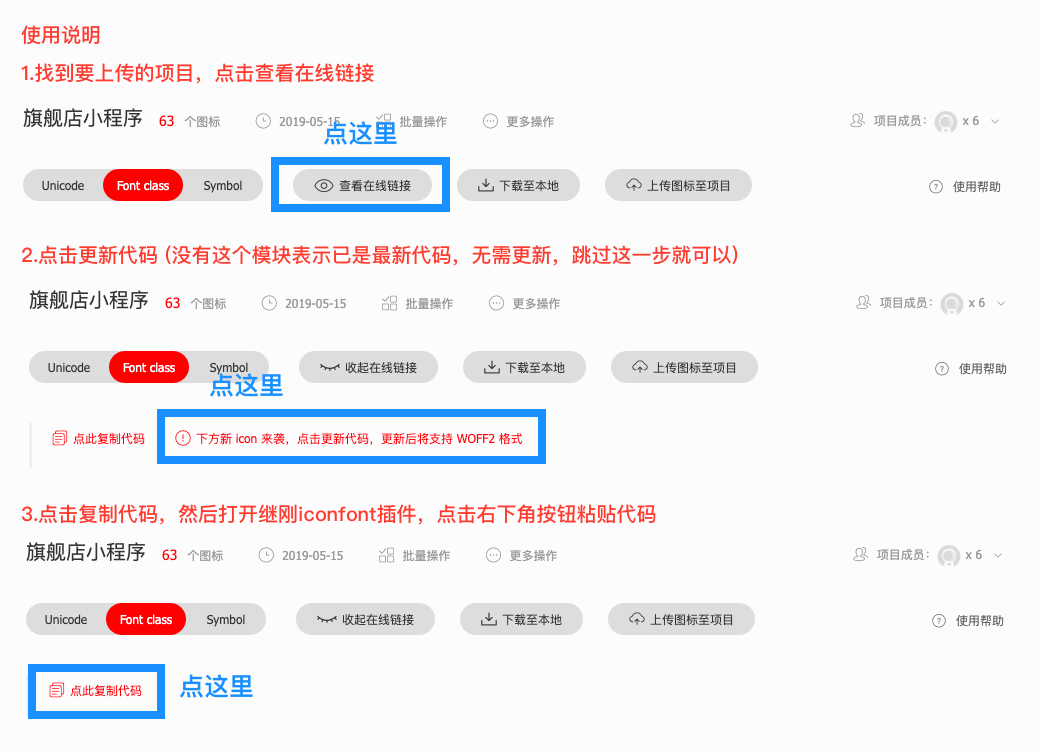 使用说明
1.找到要上传的项目，点击查看在线链接
旗舰店小程序 63 个图标 2019-05-15 批量操作 更多操作 项目成员： x 6
点这里
Unicode Font class Symbol 查看在线链接 下载至本地 上传图标至项目 使用帮助
2.点击更新代码 (没有这个模块表示已是最新代码，无需更新，跳过这一步就可以)
旗舰店小程序 63 个图标 2019-05-15 批量操作 更多操作 项目成员： x 6
Unicode Font class Symbol 收起在线链接 下载至本地 上传图标至项目 使用帮助
点这里
点此复制代码 下方新 icon 来袭，点击更新代码，更新后将支持 WOFF2 格式
3.点击复制代码，然后打开继刚iconfont插件，点击右下角按钮粘贴代码
旗舰店小程序 63 个图标 2019-05-15 批量操作 更多操作 项目成员： x 6
Unicode Font class Symbol 收起在线链接 下载至本地 上传图标至项目 使用帮助
点此复制代码 点这里